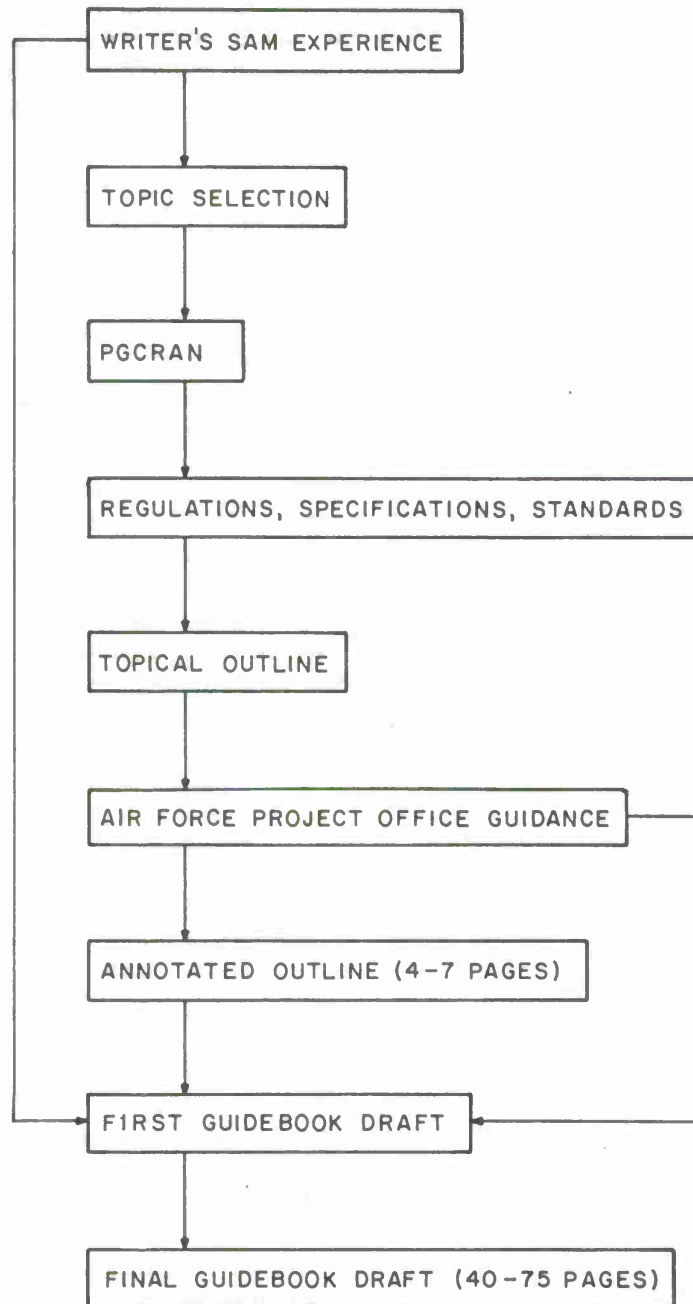 WRITER'S SAM EXPERIENCE
TOPIC SELECTION
PGCRAN
REGULATIONS, SPECIFICATIONS, STANDARDS
TOPICAL OUTLINE
AIR FORCE PROJECT OFFICE GUIDANCE
ANNOTATED OUTLINE (4-7 PAGES)
FIRST GUIDEBOOK DRAFT
FINAL GUIDEBOOK DRAFT (40-75 PAGES)